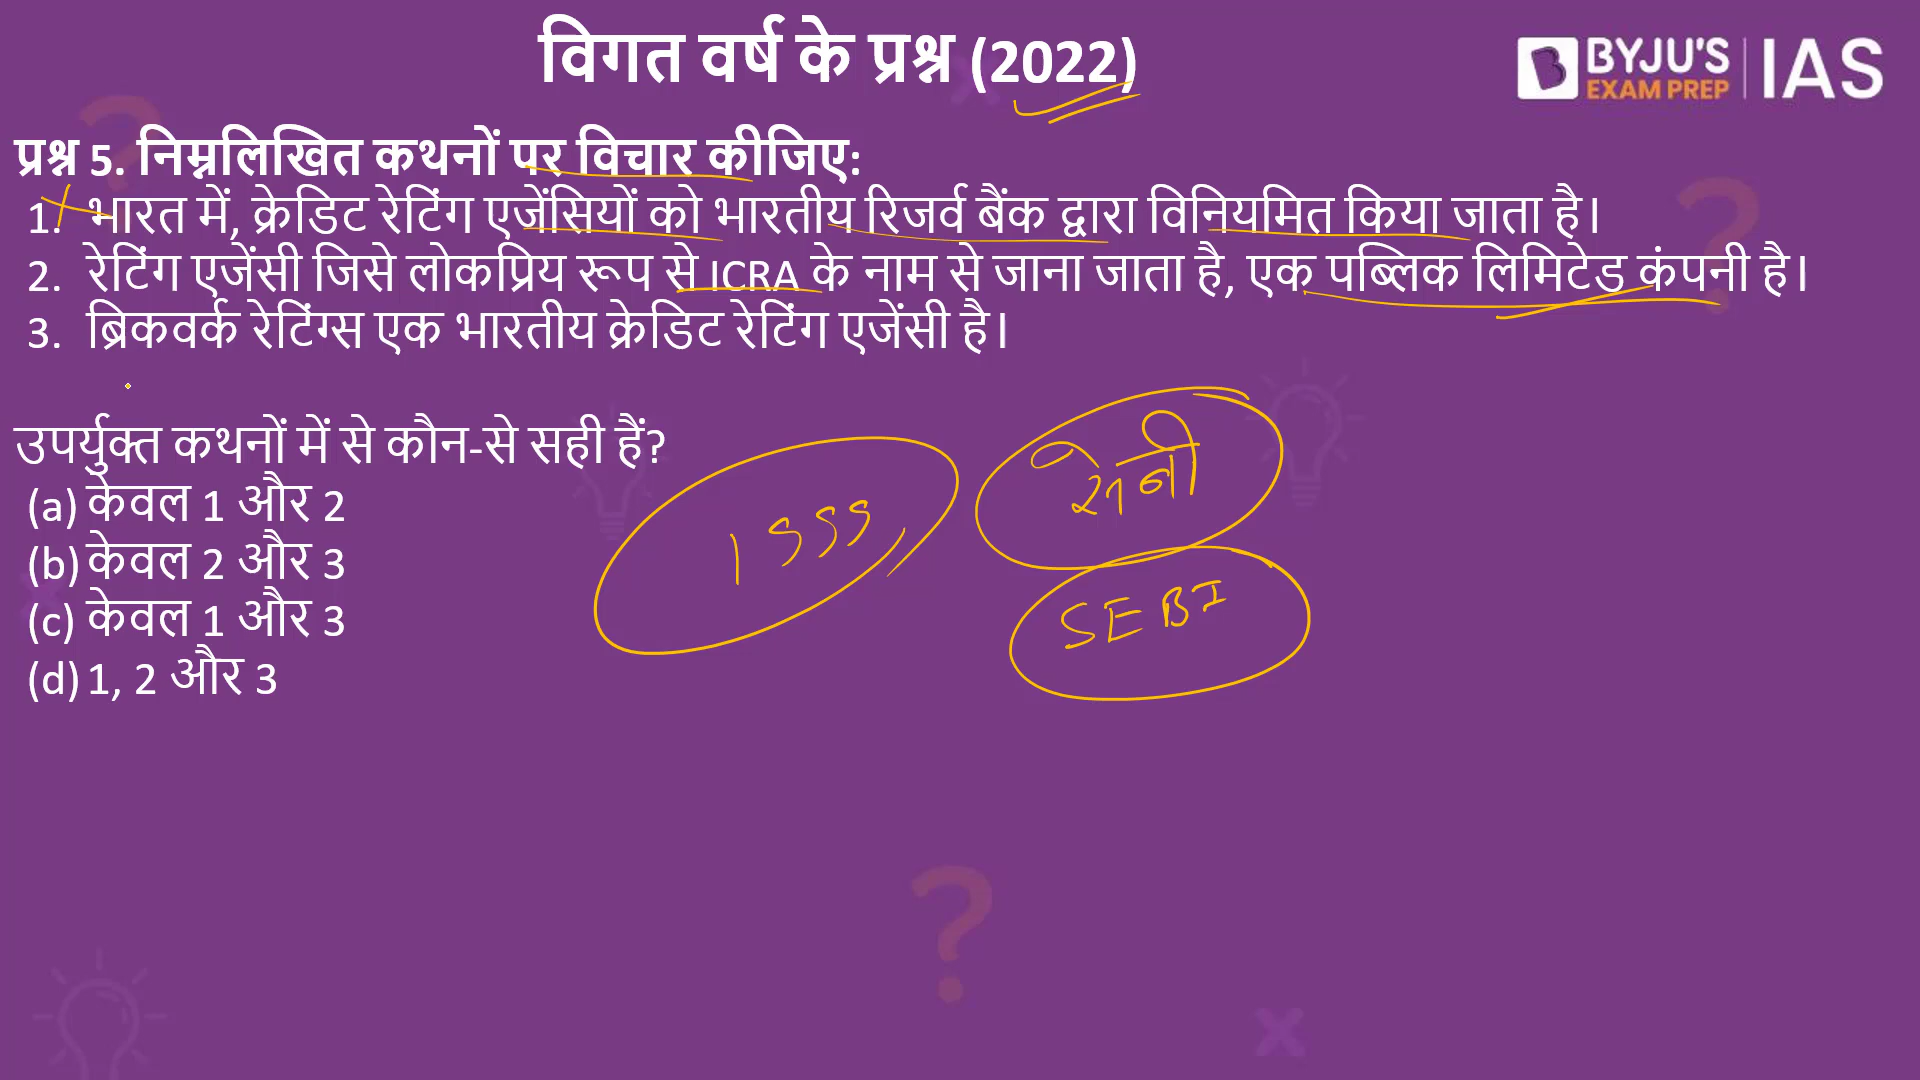 विगत वर्ष के प्रश्न (2022)
BYJU'S
EXAM PREP
IAS
प्रश्न 5. निम्नलिखित कथनों पर विचार कीजिए:
1. भारत में, क्रेडिट रेटिंग एजेंसियों को भारतीय रिजर्व बैंक द्वारा विनियमित किया जाता है।
2. रेटिंग एजेंसी जिसे लोकप्रिय रूप से ICRA के नाम से जाना जाता है, एक पब्लिक लिमिटेड कंपनी है।
3. ब्रिकवर्क रेटिंग्स एक भारतीय क्रेडिट रेटिंग एजेंसी है।
उपर्युक्त कथनों में से कौन-से सही हैं?
(a) केवल 1 और 2
(b) केवल 2 और 3
(c) केवल 1 और 3
(d) 1, 2 और 3
1999
सेबी
SEBI